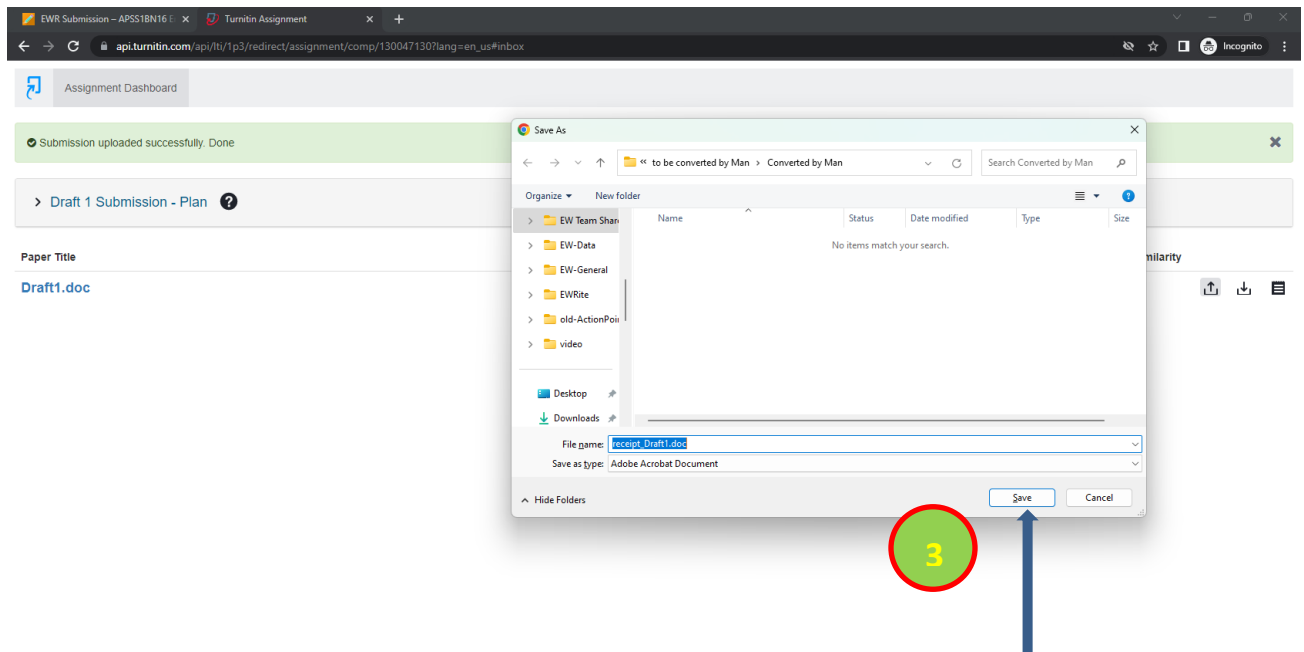 EWR Submission – APSS1BN16 E
Turnitin Assignment
api.turnitin.com/api/lti/1p3/redirect/assignment/comp/130047130?lang=en_us#inbox
Incognito
Assignment Dashboard
Submission uploaded successfully. Done
Draft 1 Submission - Plan ?
Paper Title
milarity
Draft1.doc
Save As
« to be converted by Man > Converted by Man
Search Converted by Man
Organize
New folder
Name
Status
Date modified
Type
Size
No items match your search.
EW Team Share
EW-Data
EW-General
EWRite
old-ActionPoin
video
Desktop
Downloads
File name: receipt_Draft1.doc
Save as type: Adobe Acrobat Document
Hide Folders
Save
Cancel
3